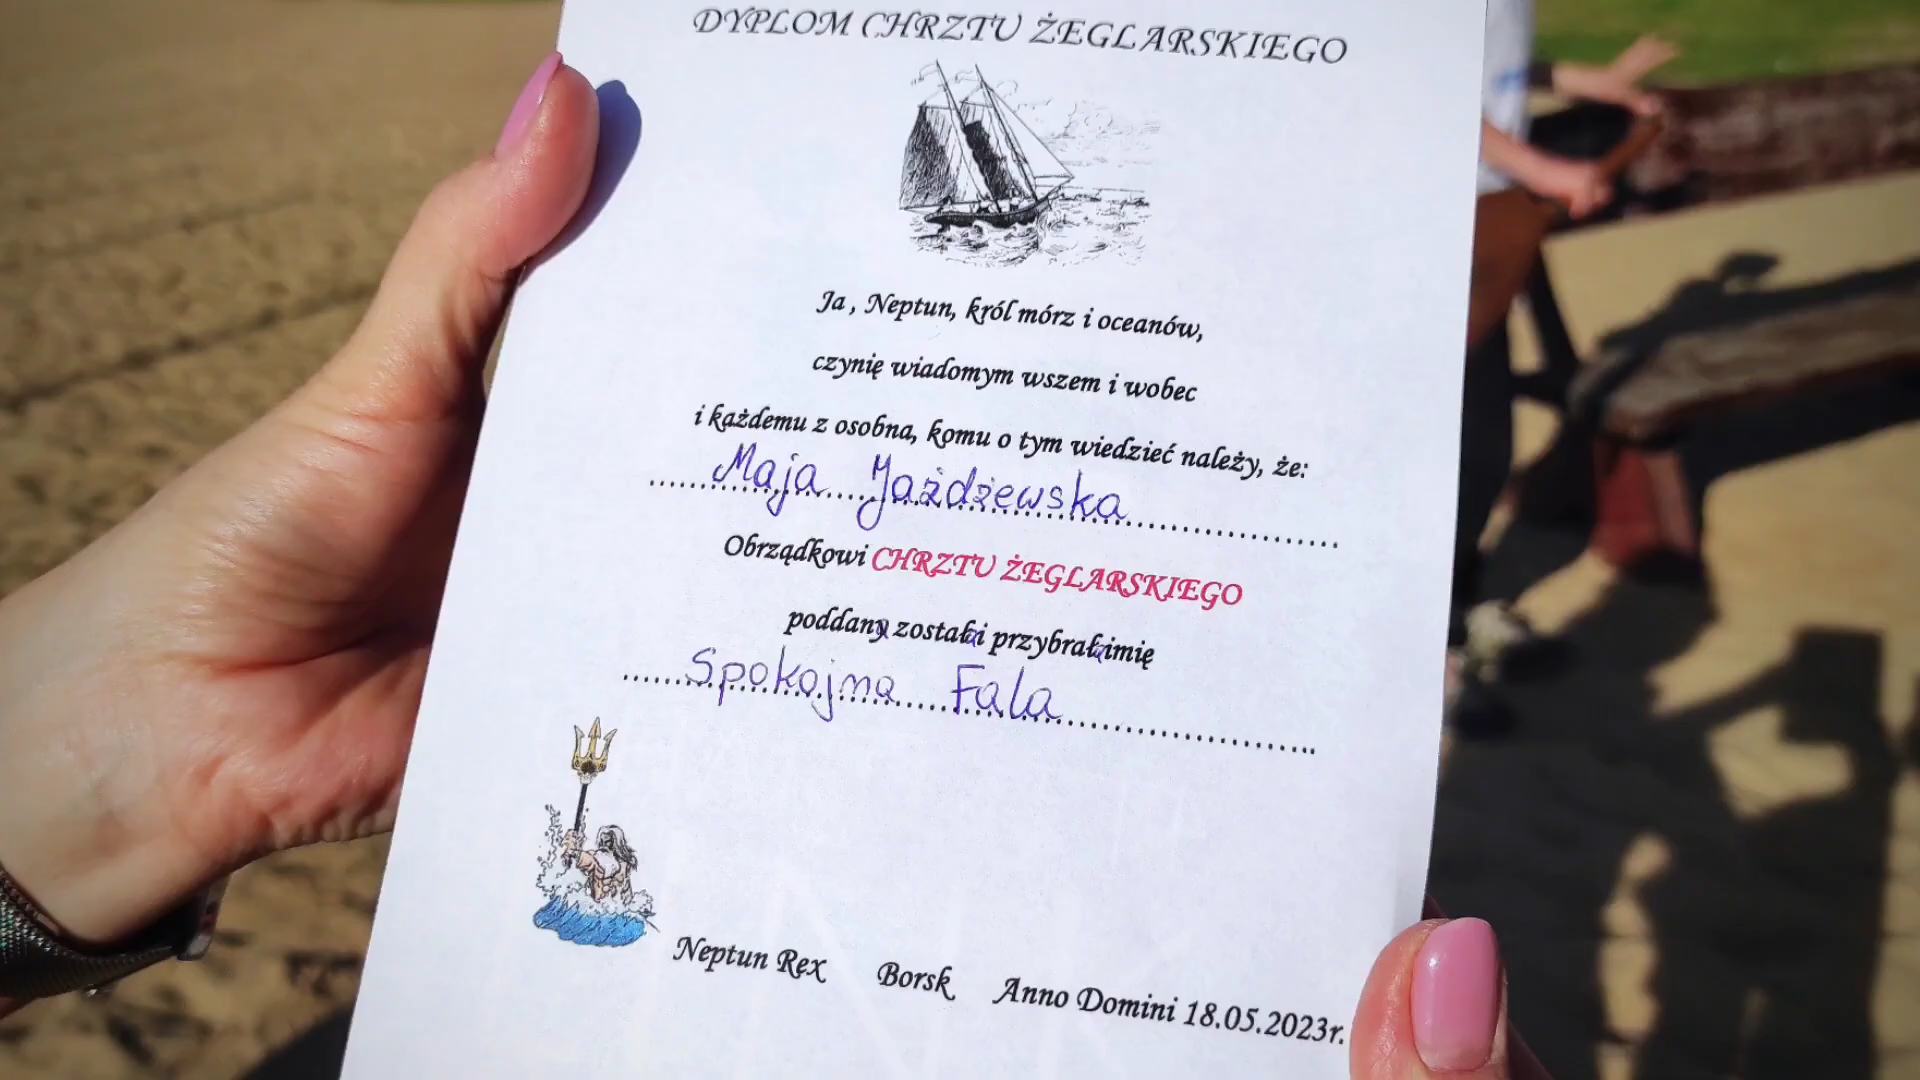 DYPLOM CHRZTU ŻEGLARSKIEGO
Ja , Neptun, król mórz i oceanów,
czynię wiadomym wszem i wobec
i każdemu z osobna, komu o tym wiedzieć należy, że:
Maja Jażdżewska
Obrządkowi CHRZTU ŻEGLARSKIEGO
poddana została i przybrała imię
Spokojna Fala
Neptun Rex Borsk Anno Domini 18.05.2023r.